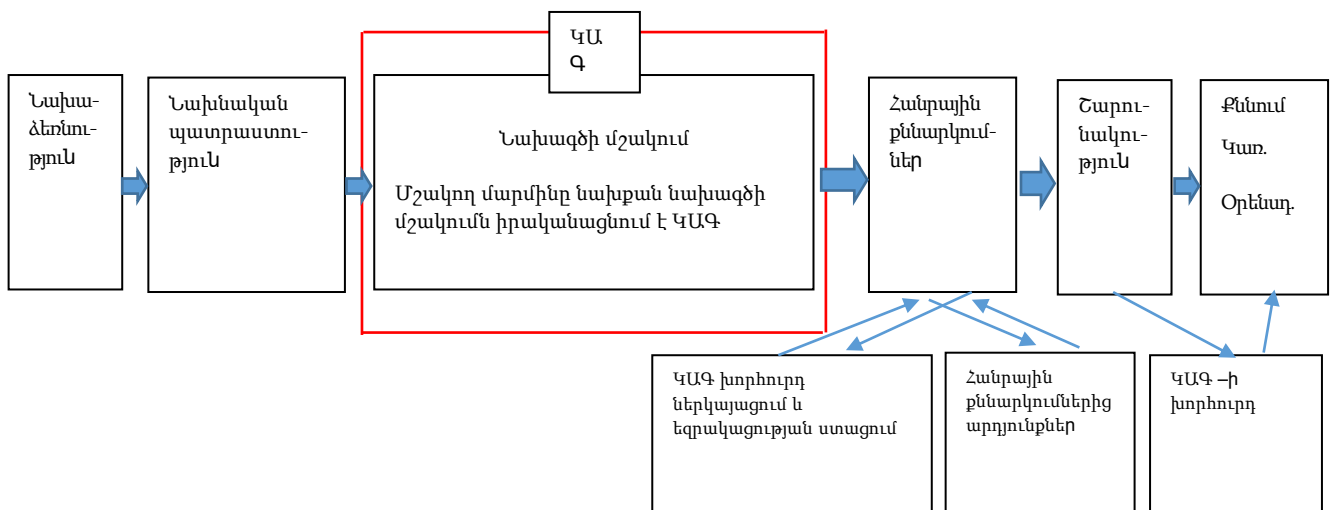 ԿԱ
Գ
Նախա-
ձեռնու-
թյուն
Նախնական
պատրաստու-
թյուն
Նախագծի մշակում
Մշակող մարմինը նախքան նախագծի
մշակումն իրականացնում է ԿԱԳ
Հանրային
քննարկում-
ներ
Շարու-
նակու-
թյուն
Քննում
Կառ.
Օրենսդ.
ԿԱԳ խորհուրդ
ներկայացում և
եզրակացության ստացում
Հանրային
քննարկումներից
արդյունքներ
ԿԱԳ –ի
խորհուրդ